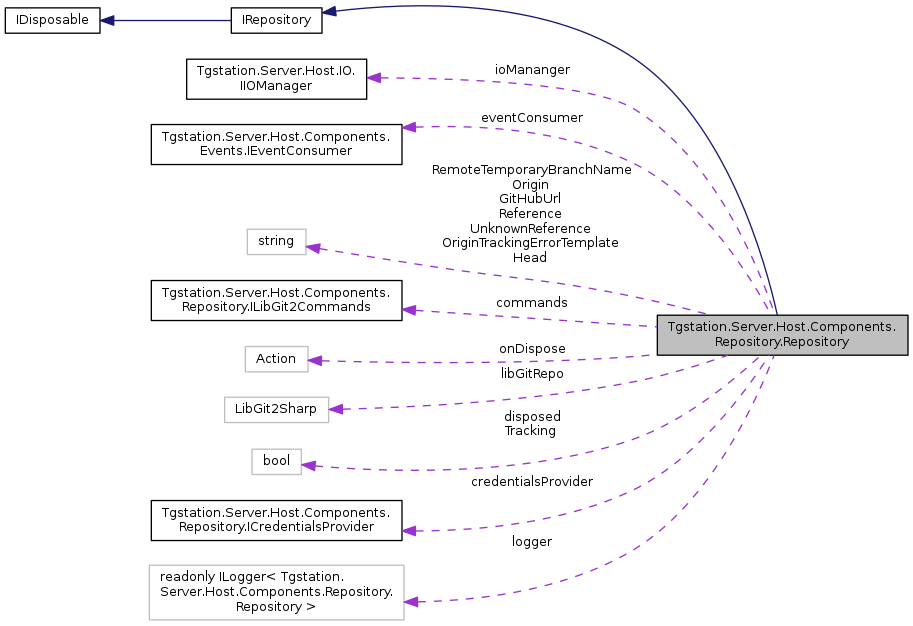 IDisposable
IRepository
Tgstation.Server.Host.IO.
IIOManager
ioMananger
Tgstation.Server.Host.Components.
Events.IEventConsumer
eventConsumer
string
RemoteTemporaryBranchName
Origin
GitHubUrl
Reference
UnknownReference
OriginTrackingErrorTemplate
Head
Tgstation.Server.Host.Components.
Repository.ILibGit2Commands
commands
Tgstation.Server.Host.Components.
Repository.Repository
Action
onDispose
LibGit2Sharp
libGitRepo
bool
disposed
Tracking
Tgstation.Server.Host.Components.
Repository.ICredentialsProvider
credentialsProvider
readonly ILogger< Tgstation.
Server.Host.Components.Repository.
Repository >
logger